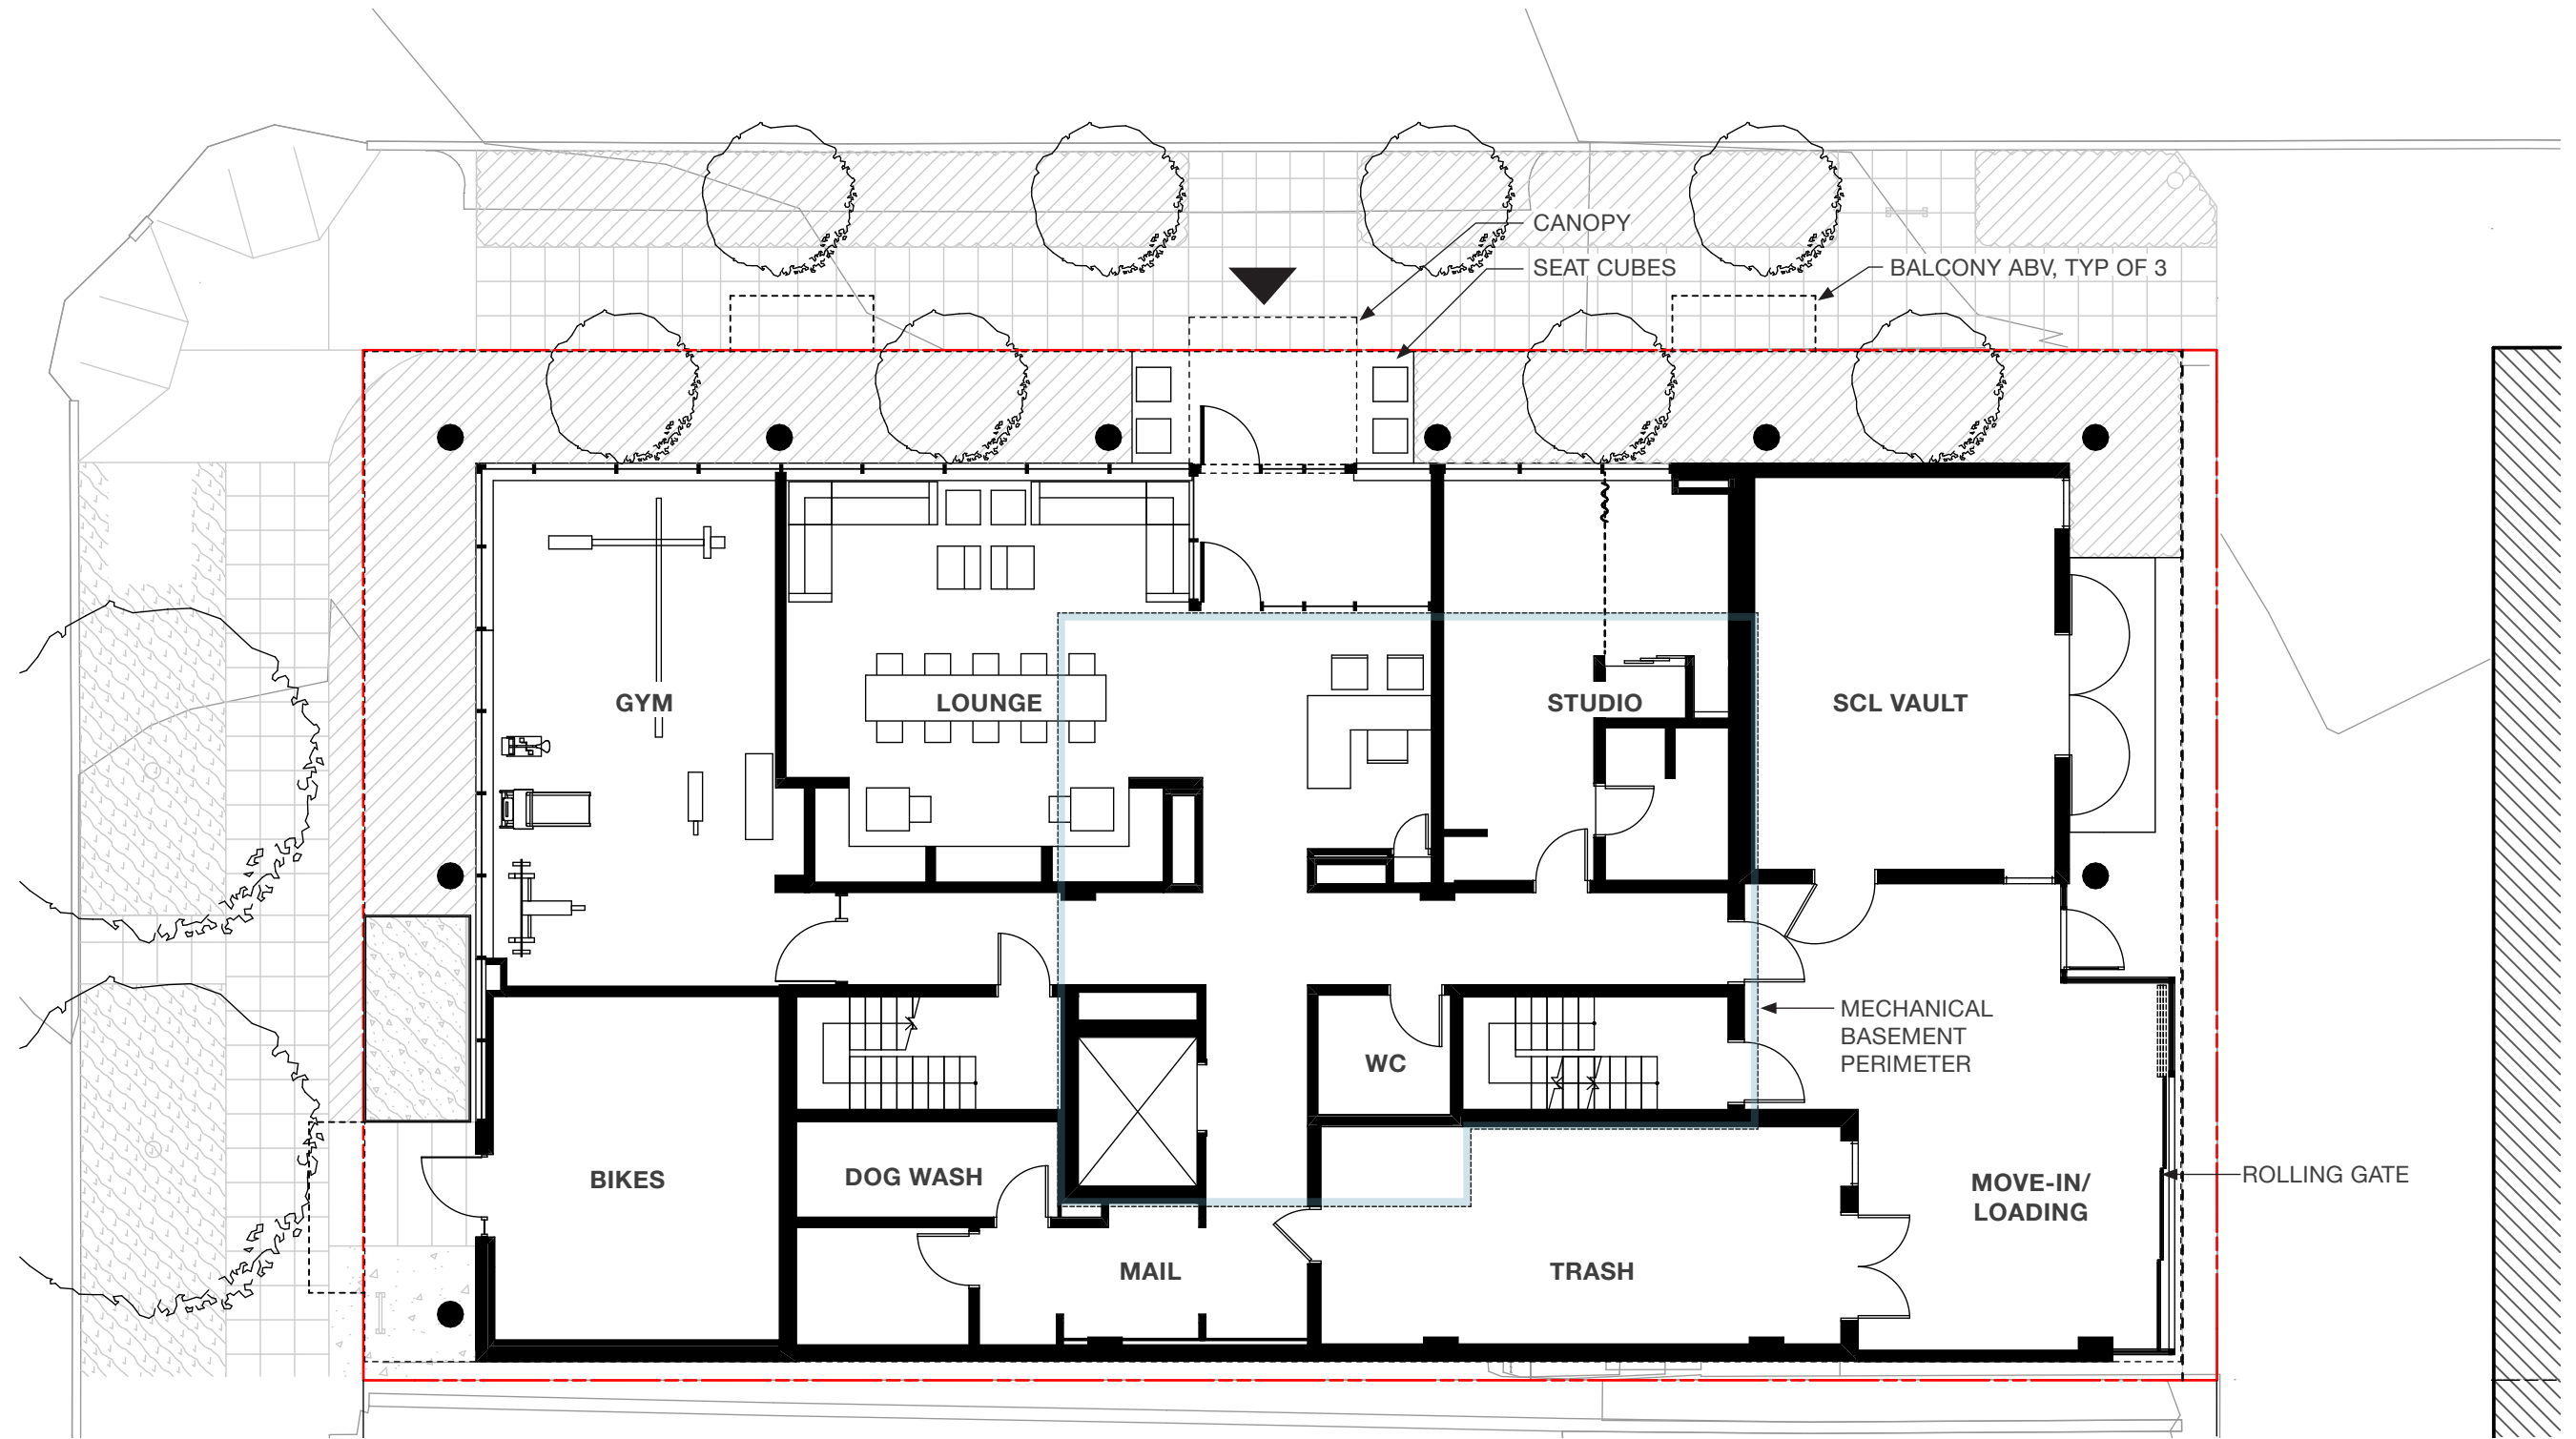 CANOPY
SEAT CUBES
BALCONY ABV, TYP OF 3
GYM
LOUNGE
STUDIO
SCL VAULT
MECHANICAL
BASEMENT
PERIMETER
WC
BIKES
DOG WASH
MOVE-IN/
LOADING
ROLLING GATE
MAIL
TRASH